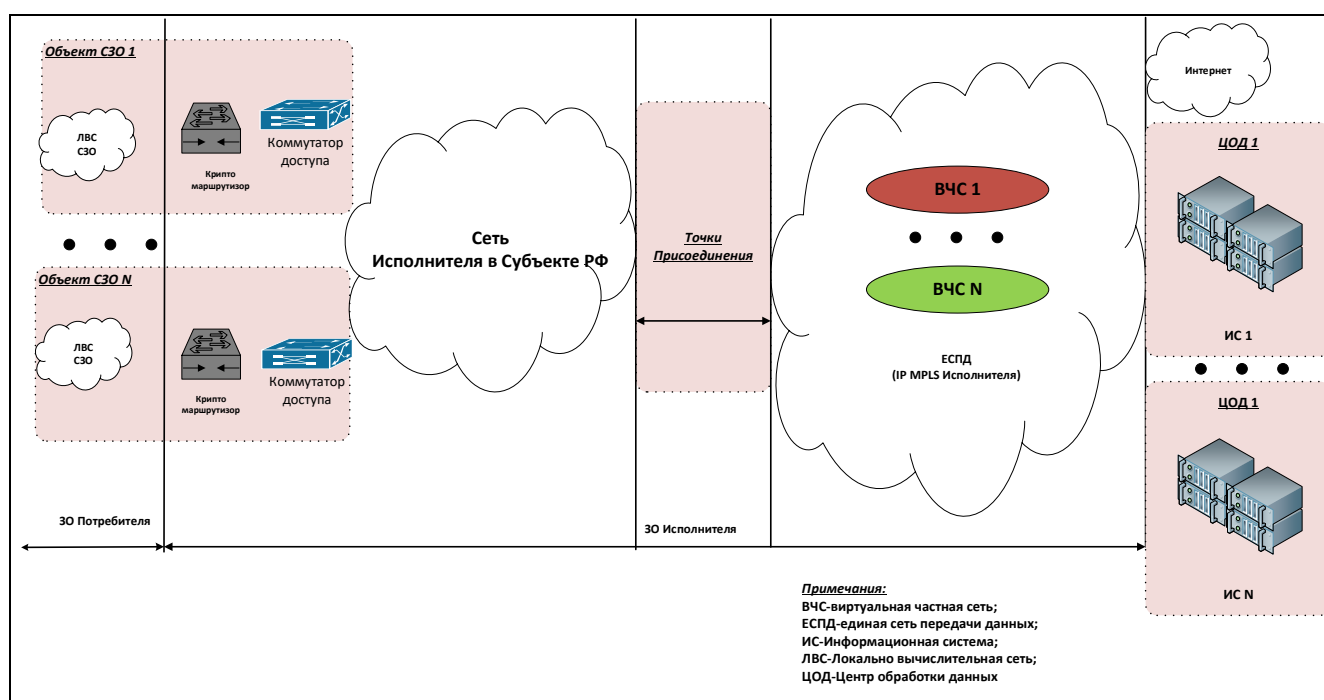 Объект СЗО 1
ЛВС
СЗО
Крипто
маршрутизор
Коммутатор
доступа
Объект СЗО N
ЛВС
СЗО
Крипто
маршрутизор
Коммутатор
доступа
Сеть
Исполнителя в Субъекте РФ
Точки
Присоединения
ВЧС 1
ВЧС N
ЕСПД
(IP MPLS Исполнителя)
Интернет
ЦОД 1
ИС 1
ЦОД 1
ИС N
ЗО Потребителя
ЗО Исполнителя
Примечания:
ВЧС-виртуальная частная сеть;
ЕСПД-единая сеть передачи данных;
ИС-Информационная система;
ЛВС-Локально вычислительная сеть;
ЦОД-Центр обработки данных